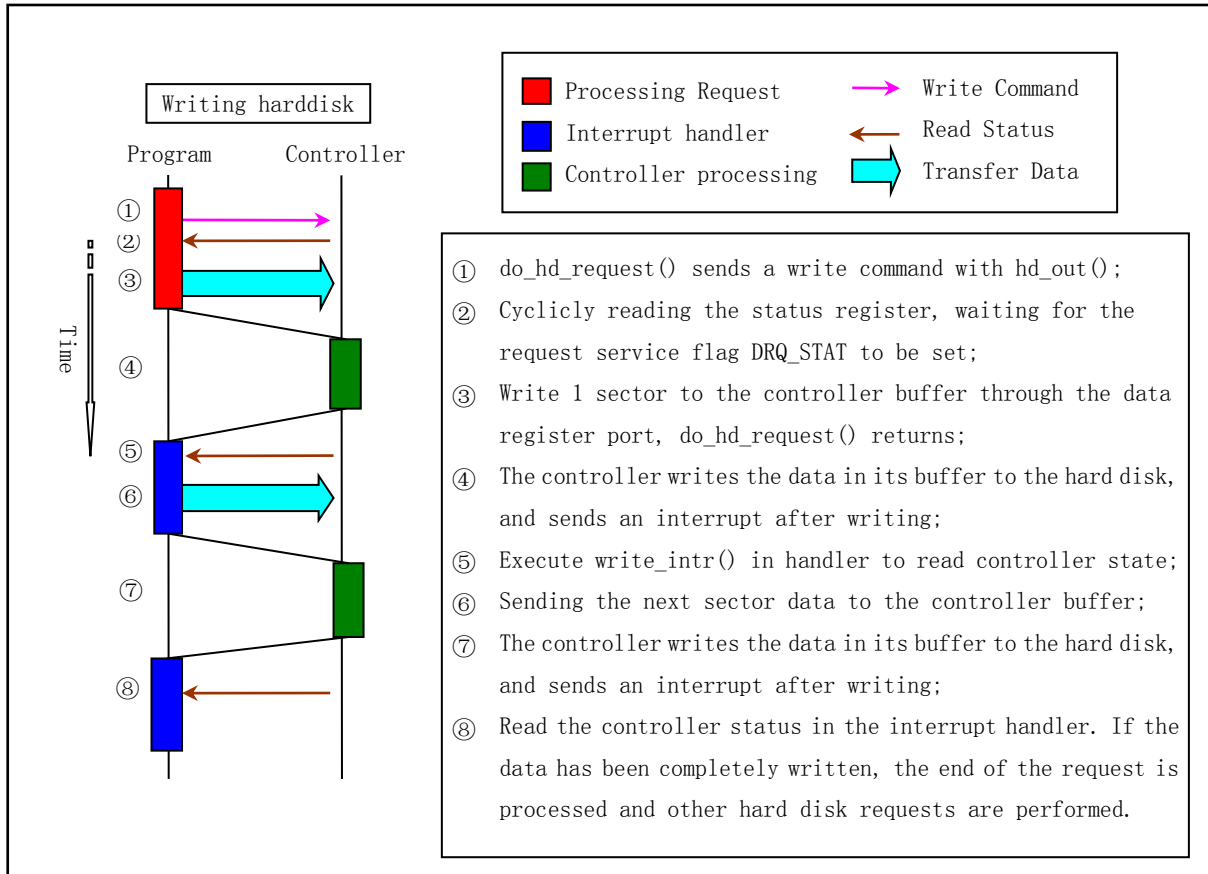 Writing harddisk
Program
Controller
①
②
③
④
⑤
⑥
⑦
⑧
Time
Processing Request
Interrupt handler
Controller processing
Write Command
Read Status
Transfer Data
① do_hd_request() sends a write command with hd_out();
② Cyclicly reading the status register, waiting for the
request service flag DRQ_STAT to be set;
③ Write 1 sector to the controller buffer through the data
register port, do_hd_request() returns;
④ The controller writes the data in its buffer to the hard disk,
and sends an interrupt after writing;
⑤ Execute write_intr() in handler to read controller state;
⑥ Sending the next sector data to the controller buffer;
⑦ The controller writes the data in its buffer to the hard disk,
and sends an interrupt after writing;
⑧ Read the controller status in the interrupt handler. If the
data has been completely written, the end of the request is
processed and other hard disk requests are performed.